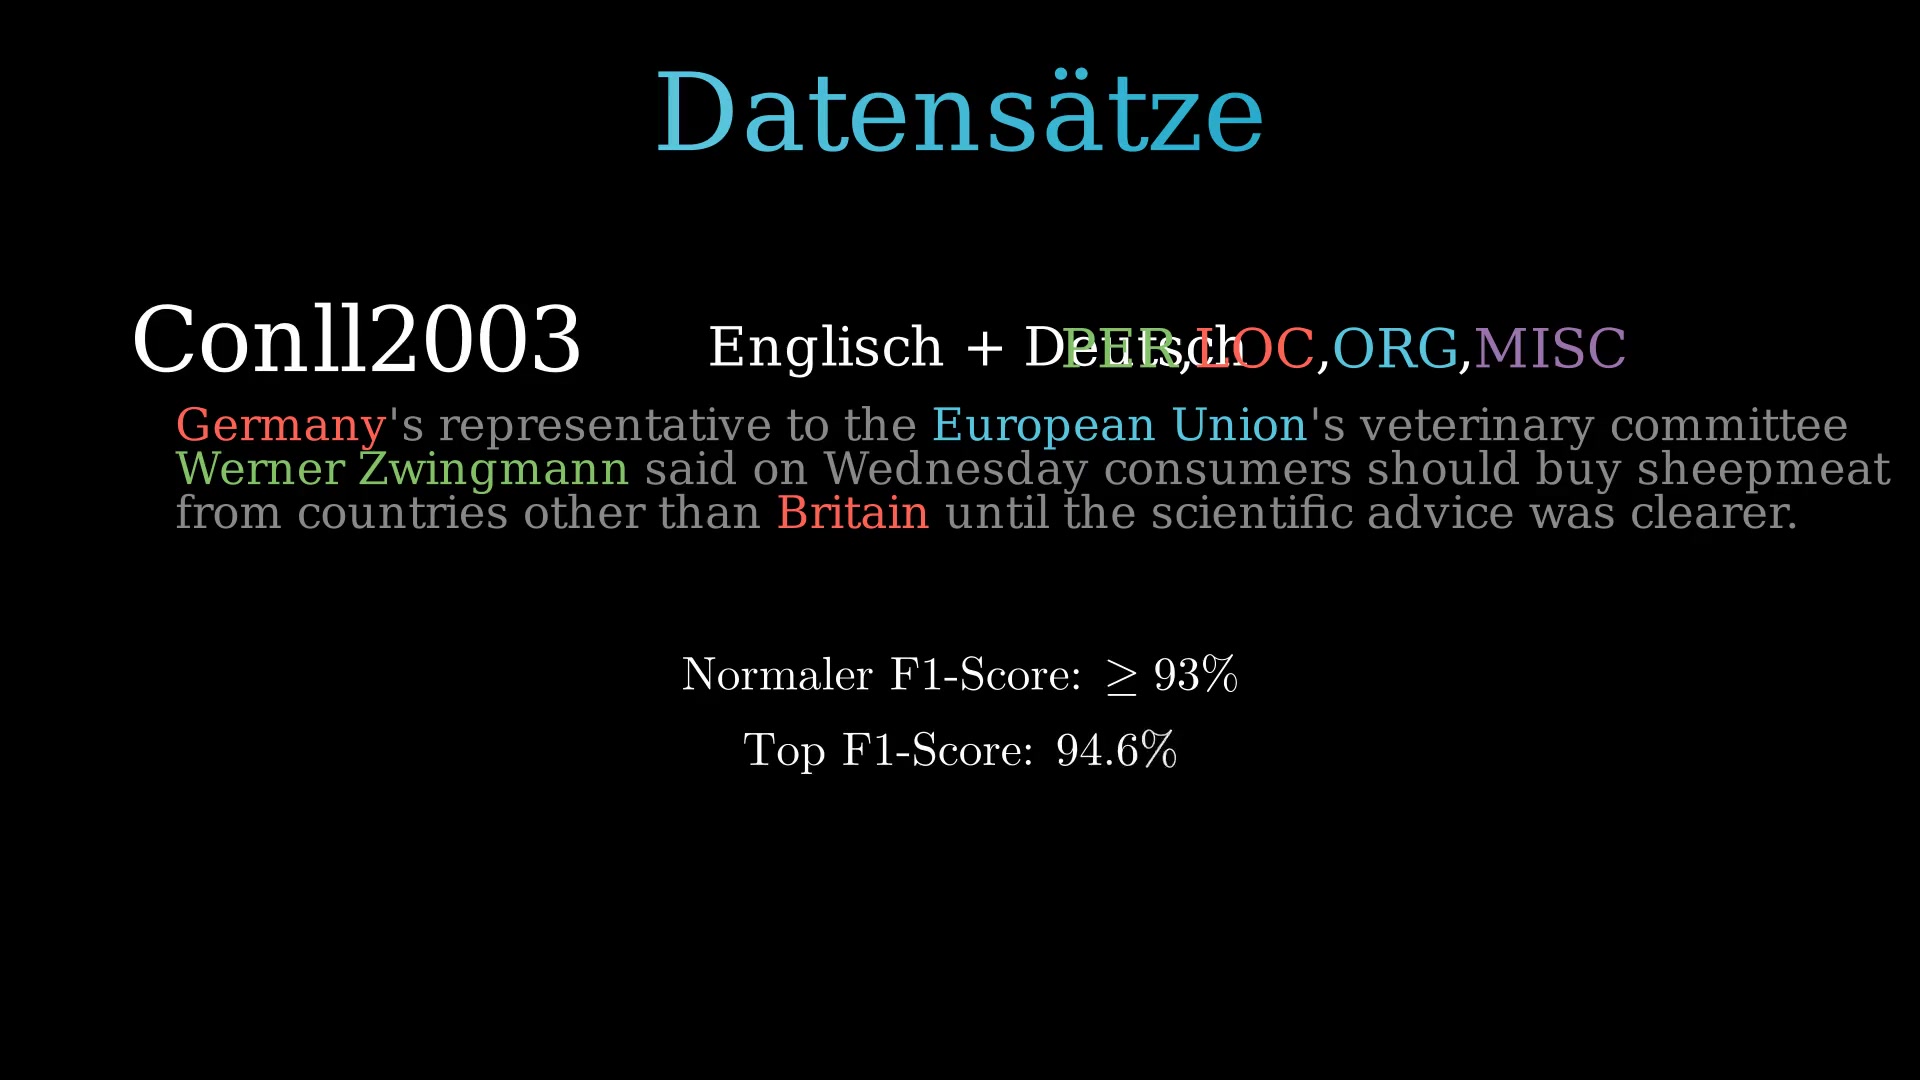 Datensätze
Conll2003 Englisch + Deutsch PER,LOC,ORG,MISC
Germany's representative to the European Union's veterinary committee
Werner Zwingmann said on Wednesday consumers should buy sheepmeat
from countries other than Britain until the scientific advice was clearer.
Normaler F1-Score: ≥ 93%
Top F1-Score: 94.6%